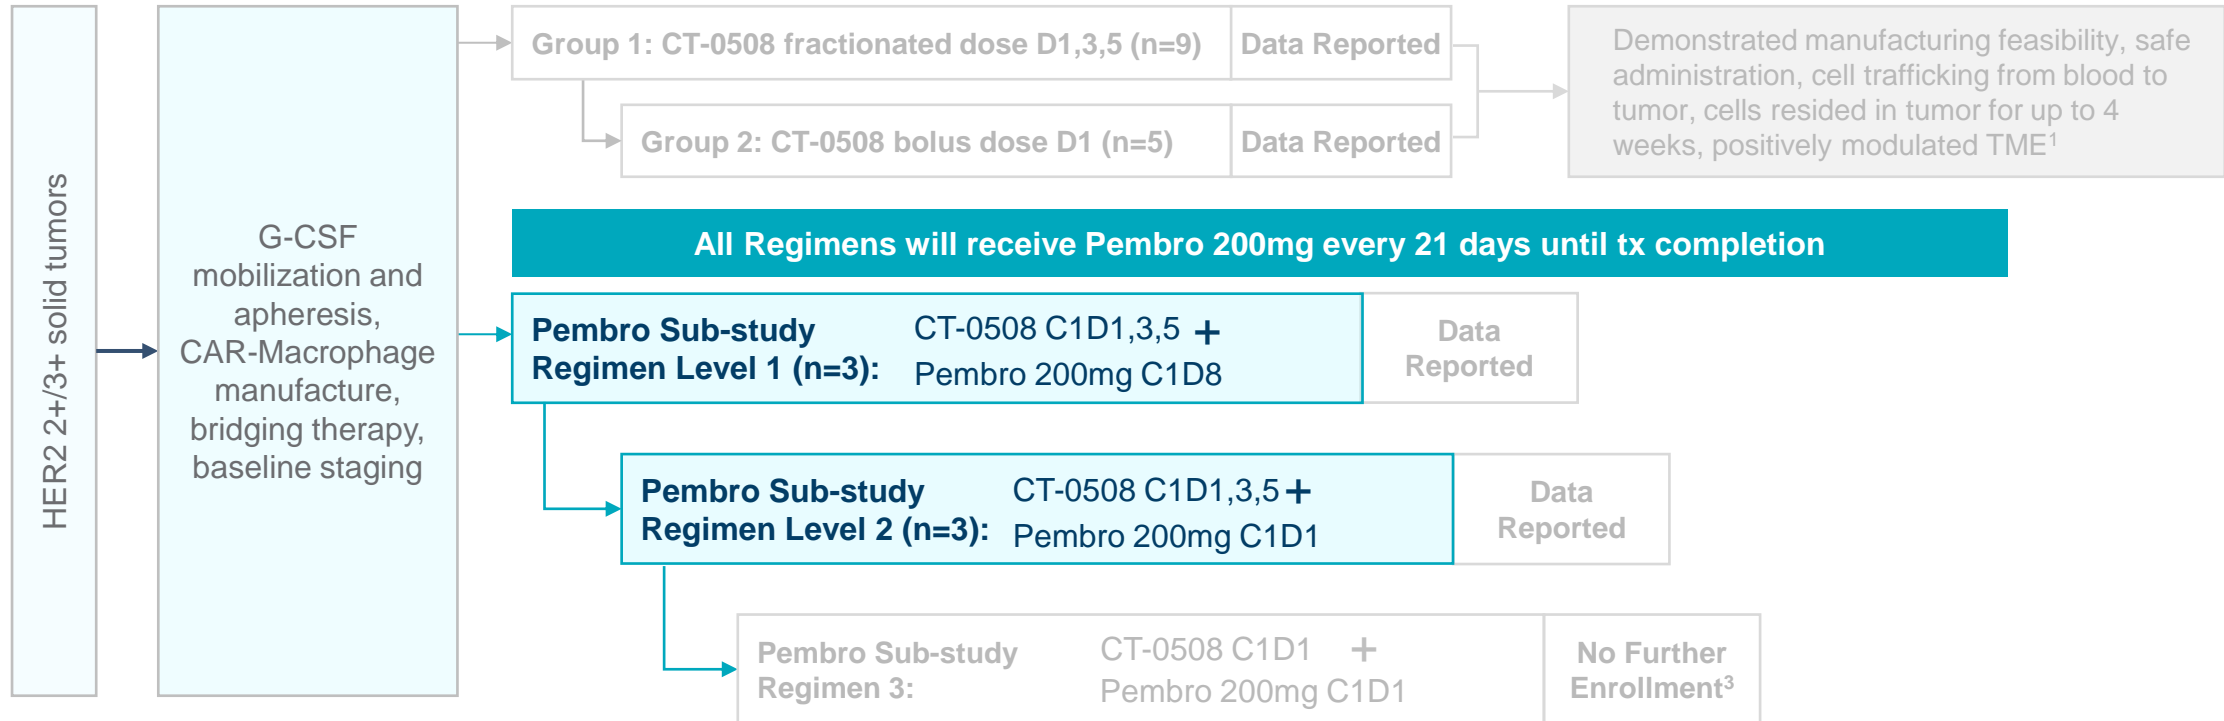 HER2 2+/3+ solid tumors
G-CSF
mobilization and
apheresis,
CAR-Macrophage
manufacture,
bridging therapy,
baseline staging
Group 1: CT-0508 fractionated dose D1,3,5 (n=9)
Data Reported
Group 2: CT-0508 bolus dose D1 (n=5)
Data Reported
Demonstrated manufacturing feasibility, safe
administration, cell trafficking from blood to
tumor, cells resided in tumor for up to 4
weeks, positively modulated TME¹
All Regimens will receive Pembro 200mg every 21 days until tx completion
Pembro Sub-study
Regimen Level 1 (n=3):
CT-0508 C1D1,3,5 +
Pembro 200mg C1D8
Data
Reported
Pembro Sub-study
Regimen Level 2 (n=3):
CT-0508 C1D1,3,5 +
Pembro 200mg C1D1
Data
Reported
Pembro Sub-study
Regimen 3:
CT-0508 C1D1 +
Pembro 200mg C1D1
No Further
Enrollment³